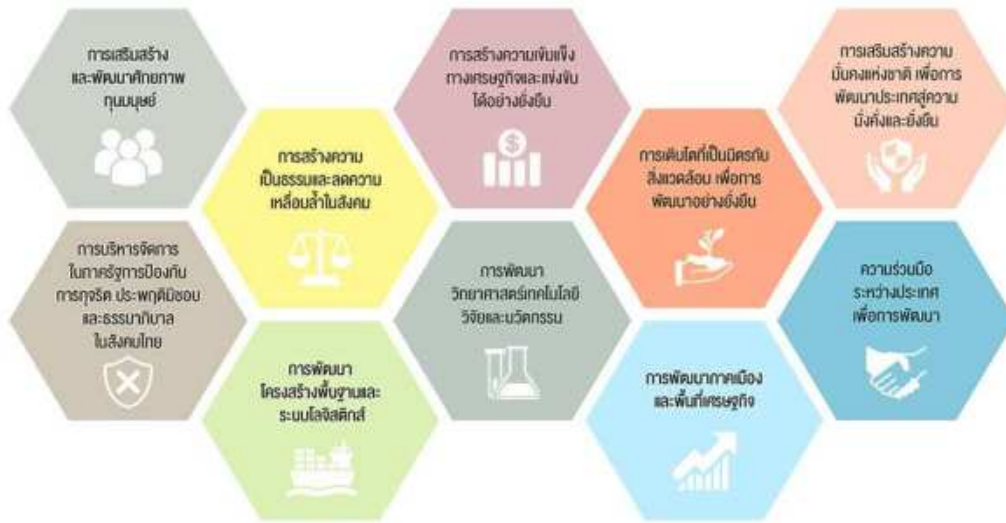 การเสริมสร้าง
และพัฒนาศักยภาพ
ทุนมนุษย์
การสร้างความ
เป็นธรรมและลดความ
เหลื่อมล้ำในสังคม
การสร้างความเข้มแข็ง
ทางเศรษฐกิจและแข่งขัน
ได้อย่างยั่งยืน
การเติบโตที่เป็นมิตรกับ
สิ่งแวดล้อม เพื่อการ
พัฒนาอย่างยั่งยืน
การเสริมสร้างความ
มั่นคงแห่งชาติ เพื่อการ
พัฒนาประเทศสู่ความ
มั่งคั่งและยั่งยืน
การบริหารจัดการ
ในภาครัฐการป้องกัน
การทุจริต ประพฤติมิชอบ
และธรรมาภิบาล
ในสังคมไทย
การพัฒนา
โครงสร้างพื้นฐานและ
ระบบโลจิสติกส์
การพัฒนา
วิทยาศาสตร์เทคโนโลยี
วิจัยและนวัตกรรม
การพัฒนาภาคเมือง
และพื้นที่เศรษฐกิจ
ความร่วมมือ
ระหว่างประเทศ
เพื่อการพัฒนา